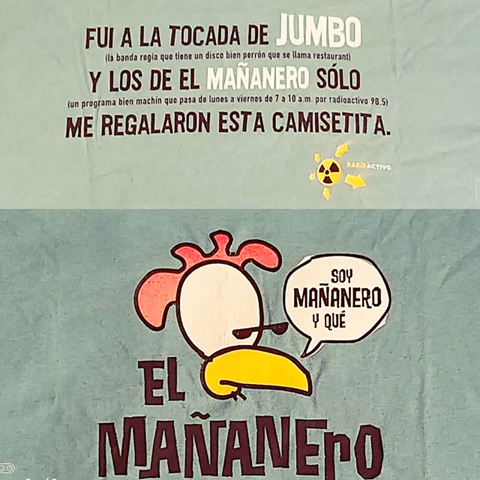 FUI A LA TOCADA DE JUMBO
(la banda regia que tiene un disco bien perrón que se llama restaurant)
Y LOS DE EL MAÑANERO SÓLO
(un programa bien machín que pasa de lunes a viernes de 7 a 10 a.m. por radioactivo 98.5)
ME REGALARON ESTA CAMISETITA.
RADIOACTIVO
SOY
MAÑANERO
Y QUÉ
EL
MAÑANErO